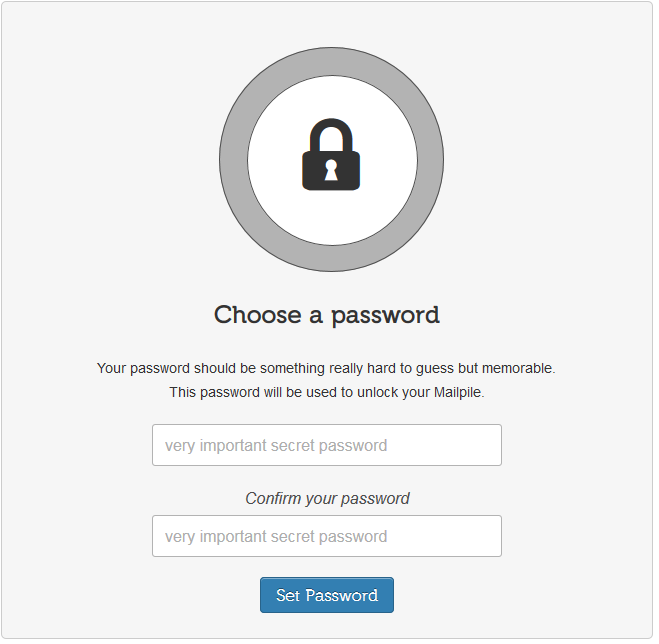 Choose a password
Your password should be something really hard to guess but memorable.
This password will be used to unlock your Mailpile.
very important secret password
Confirm your password
very important secret password
Set Password